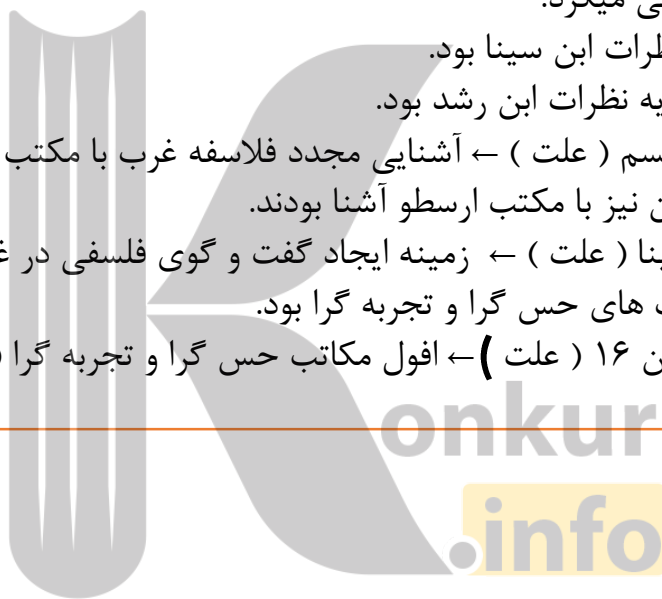 ی میکرد.
ظرات ابن سینا بود.
یه نظرات ابن رشد بود.
سم ( علت ) ← آشنایی مجدد فلاسفه غرب با مکتب
ن نیز با مکتب ارسطو آشنا بودند.
ینا ( علت ) ← زمینه ایجاد گفت و گوی فلسفی در غ
های حس گرا و تجربه گرا بود.
ن ۱۶ ( علت ) ← افول مکاتب حس گرا و تجربه گرا
onkur
.info